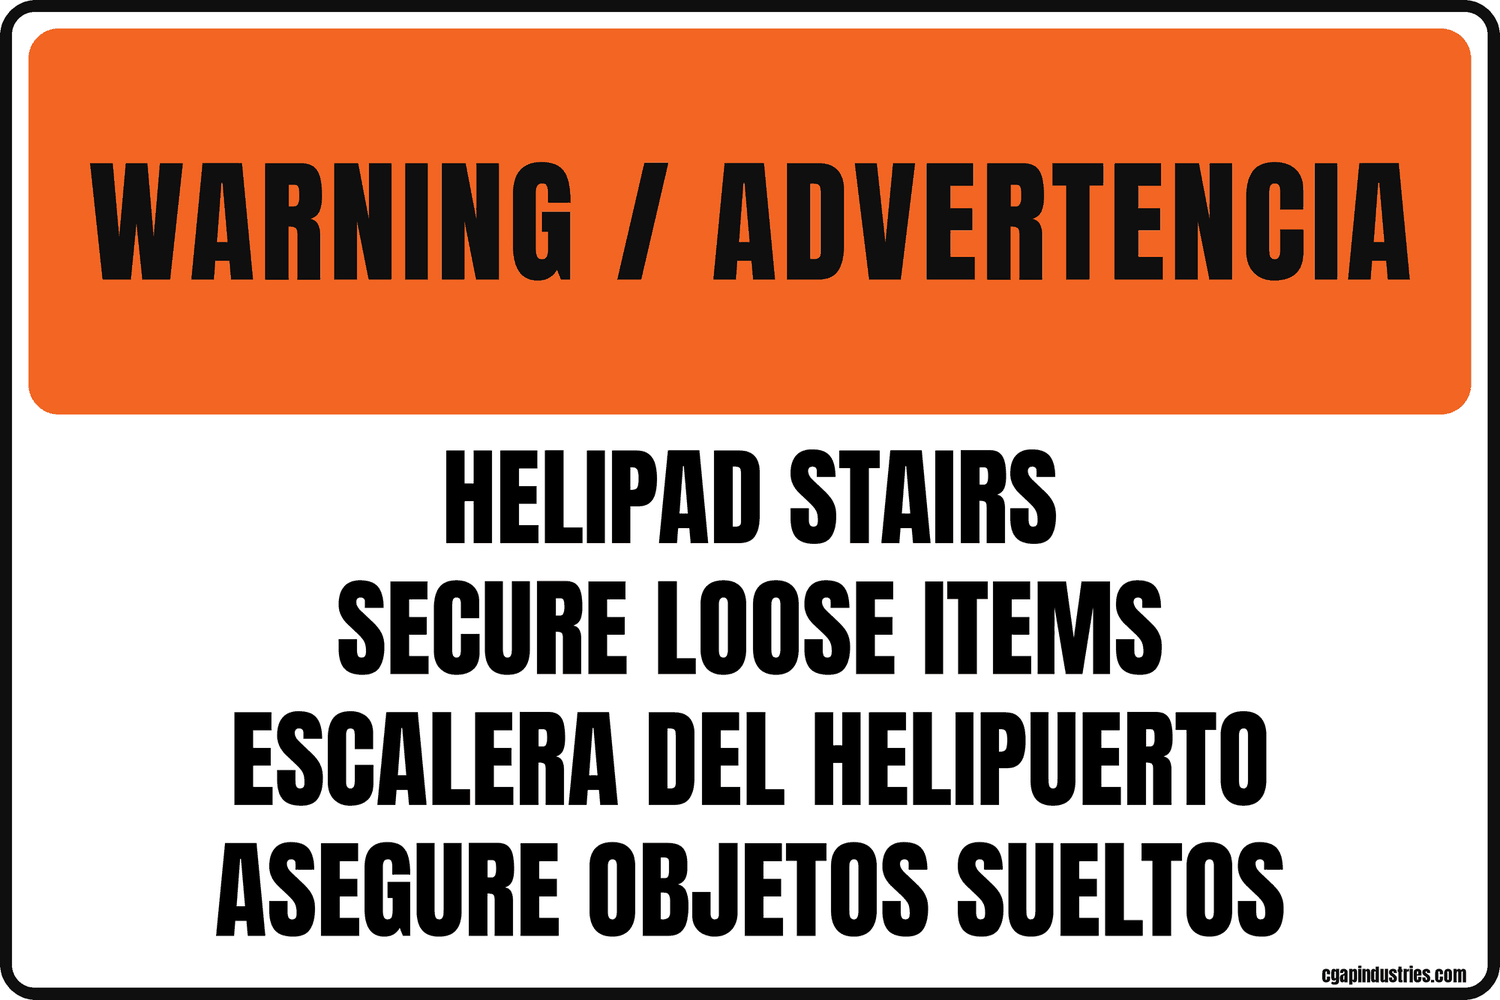 WARNING / ADVERTENCIA
HELIPAD STAIRS
SECURE LOOSE ITEMS
ESCALERA DEL HELIPUERTO
ASEGURE OBJETOS SUELTOS
cgapindustries.com